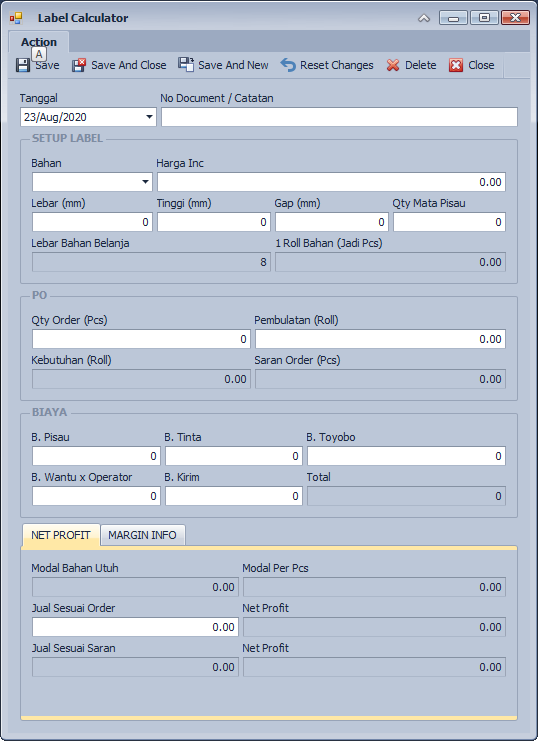 Label Calculator
Action
A
Save Save And Close Save And New Reset Changes Delete Close
Tanggal No Document / Catatan
23/Aug/2020
SETUP LABEL
Bahan Harga Inc
0.00
Lebar (mm) Tinggi (mm) Gap (mm) Qty Mata Pisau
0 0 0 0
Lebar Bahan Belanja 1 Roll Bahan (Jadi Pcs)
8 0.00
PO
Qty Order (Pcs) Pembulatan (Roll)
0 0.00
Kebutuhan (Roll) Saran Order (Pcs)
0.00 0.00
BIAYA
B. Pisau B. Tinta B. Toyobo
0 0 0
B. Wantu x Operator B. Kirim Total
0 0 0
NET PROFIT MARGIN INFO
Modal Bahan Utuh Modal Per Pcs
0.00 0.00
Jual Sesuai Order Net Profit
0.00 0.00
Jual Sesuai Saran Net Profit
0.00 0.00